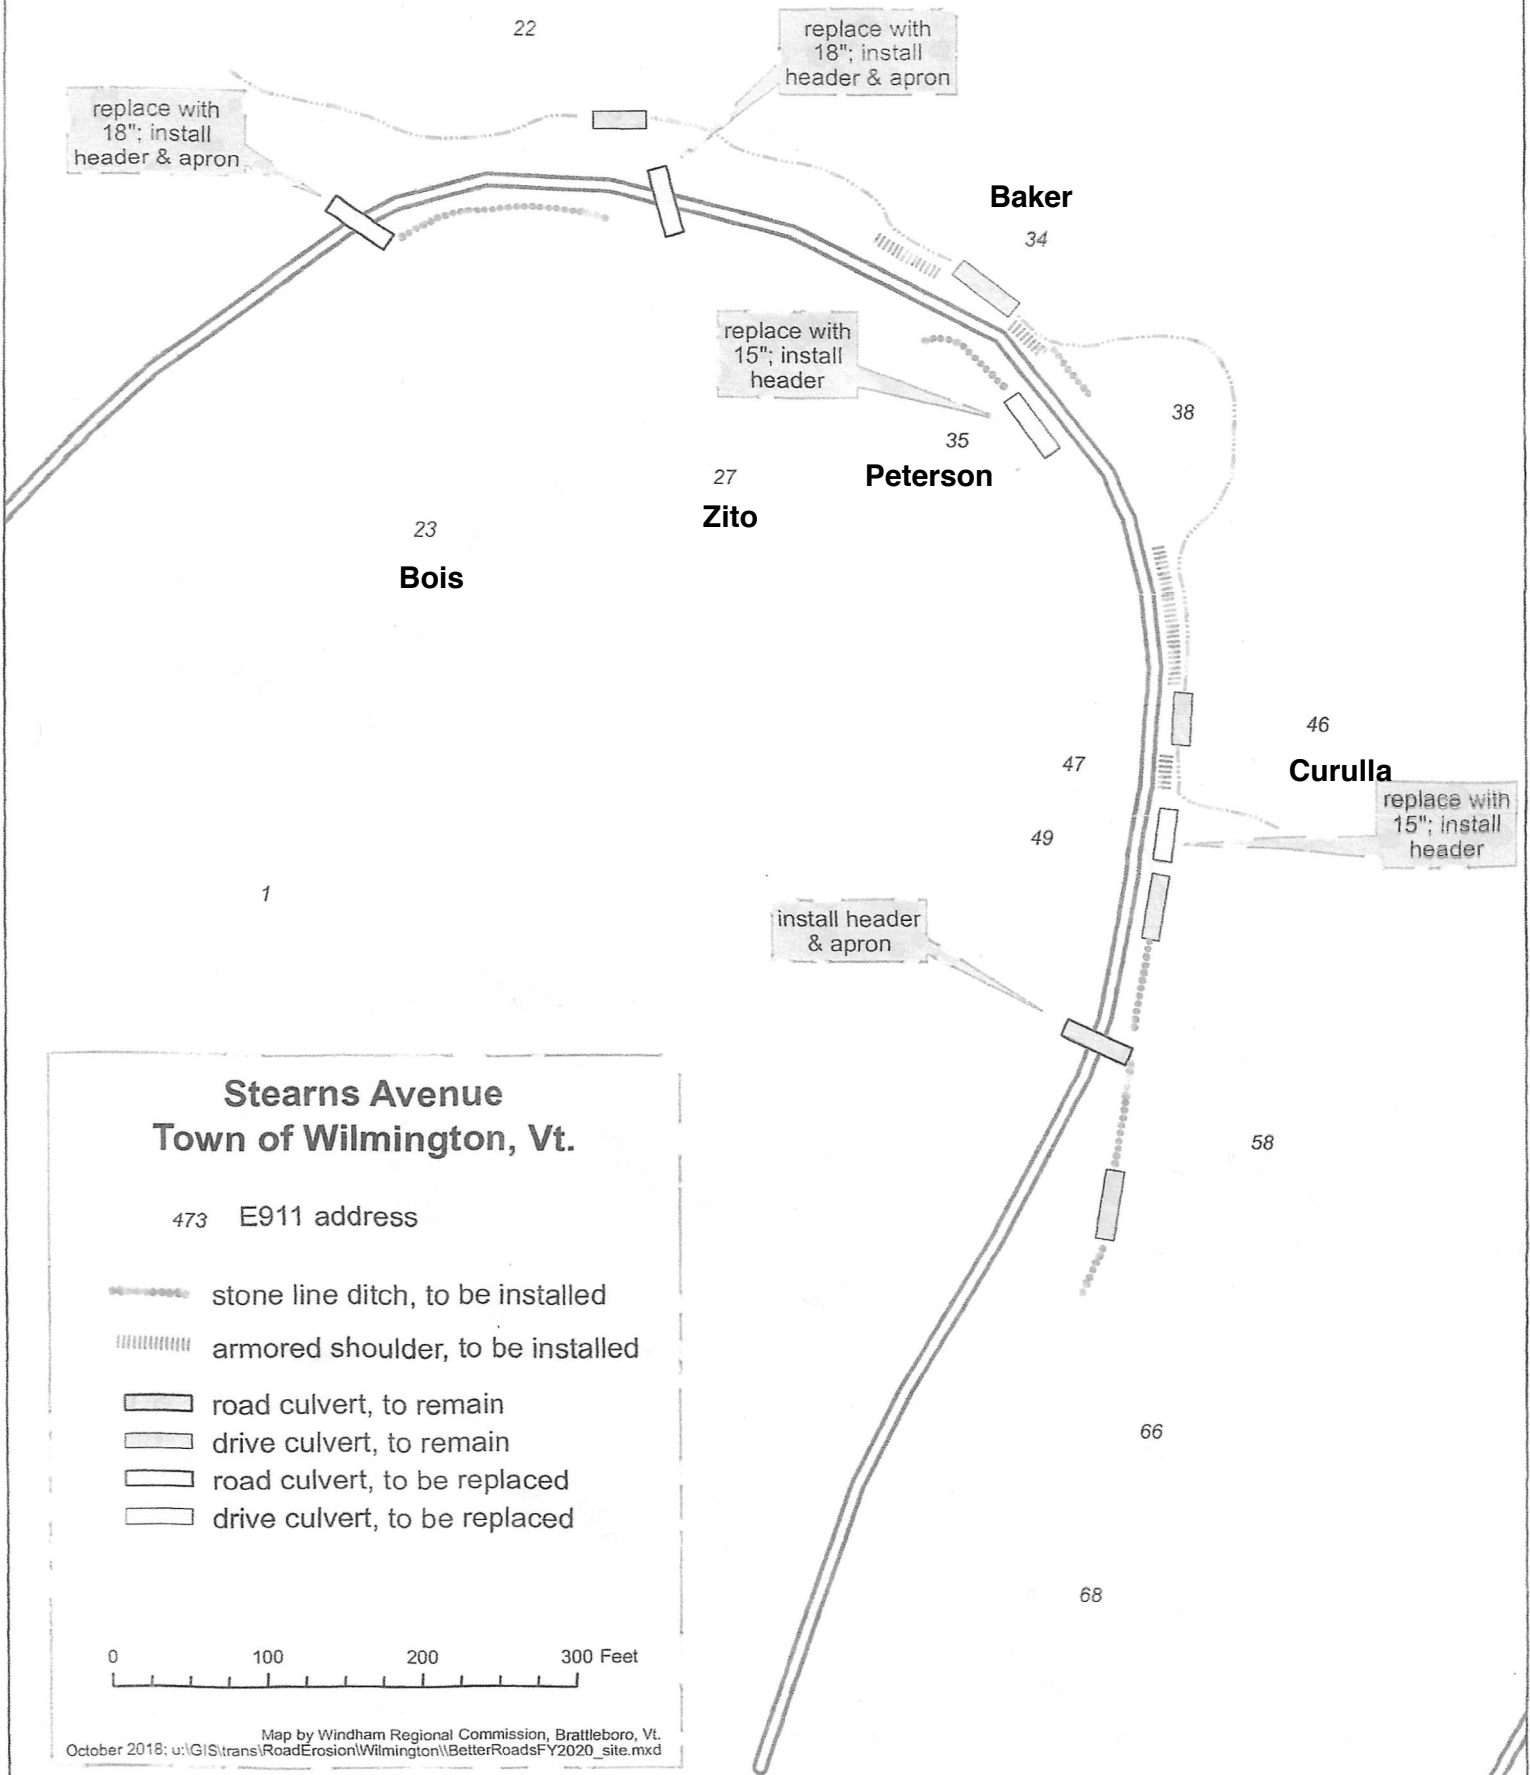 22
replace with
18"; install
header & apron
replace with
18"; install
header & apron
Baker
34
replace with
15"; install
header
38
35
Peterson
27
Zito
23
Bois
46
Curulla
47
replace with
15"; install
header
49
1
install header
& apron
58
Stearns Avenue
Town of Wilmington, Vt.
473 E911 address
stone line ditch, to be installed
armored shoulder, to be installed
road culvert, to remain
drive culvert, to remain
road culvert, to be replaced
drive culvert, to be replaced
66
68
0 100 200 300 Feet
Map by Windham Regional Commission, Brattleboro, Vt.
October 2018; u:\GIS\trans\RoadErosion\Wilmington\\BetterRoadsFY2020_site.mxd